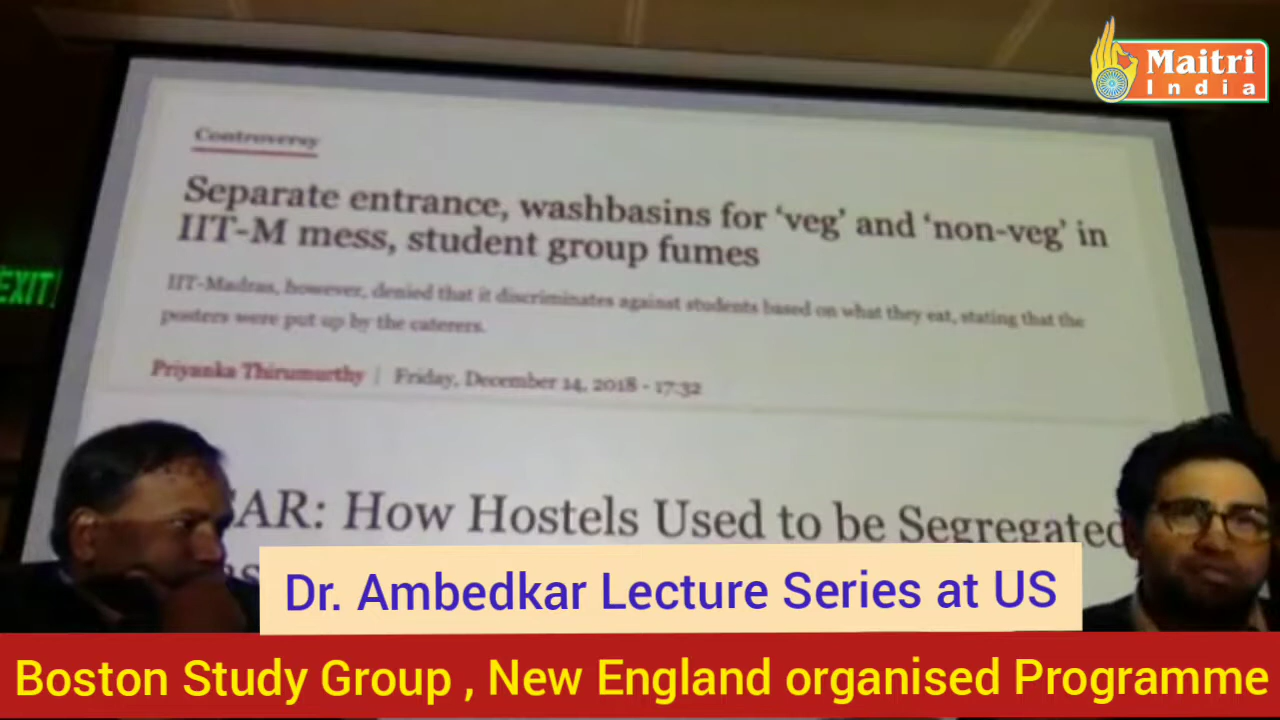 Maitri
India
Controversy
Separate entrance, washbasins for ‘veg’ and ‘non-veg’ in
IIT-M mess, student group fumes
IIT-Madras, however, denied that it discriminates against students based on what they eat, stating that the
posters were put up by the caterers.
Priyanka Thirumurthy | Friday, December 14, 2018 - 17:32
EXIT
AR: How Hostels Used to be Segregated
Dr. Ambedkar Lecture Series at US
Boston Study Group , New England organised Programme